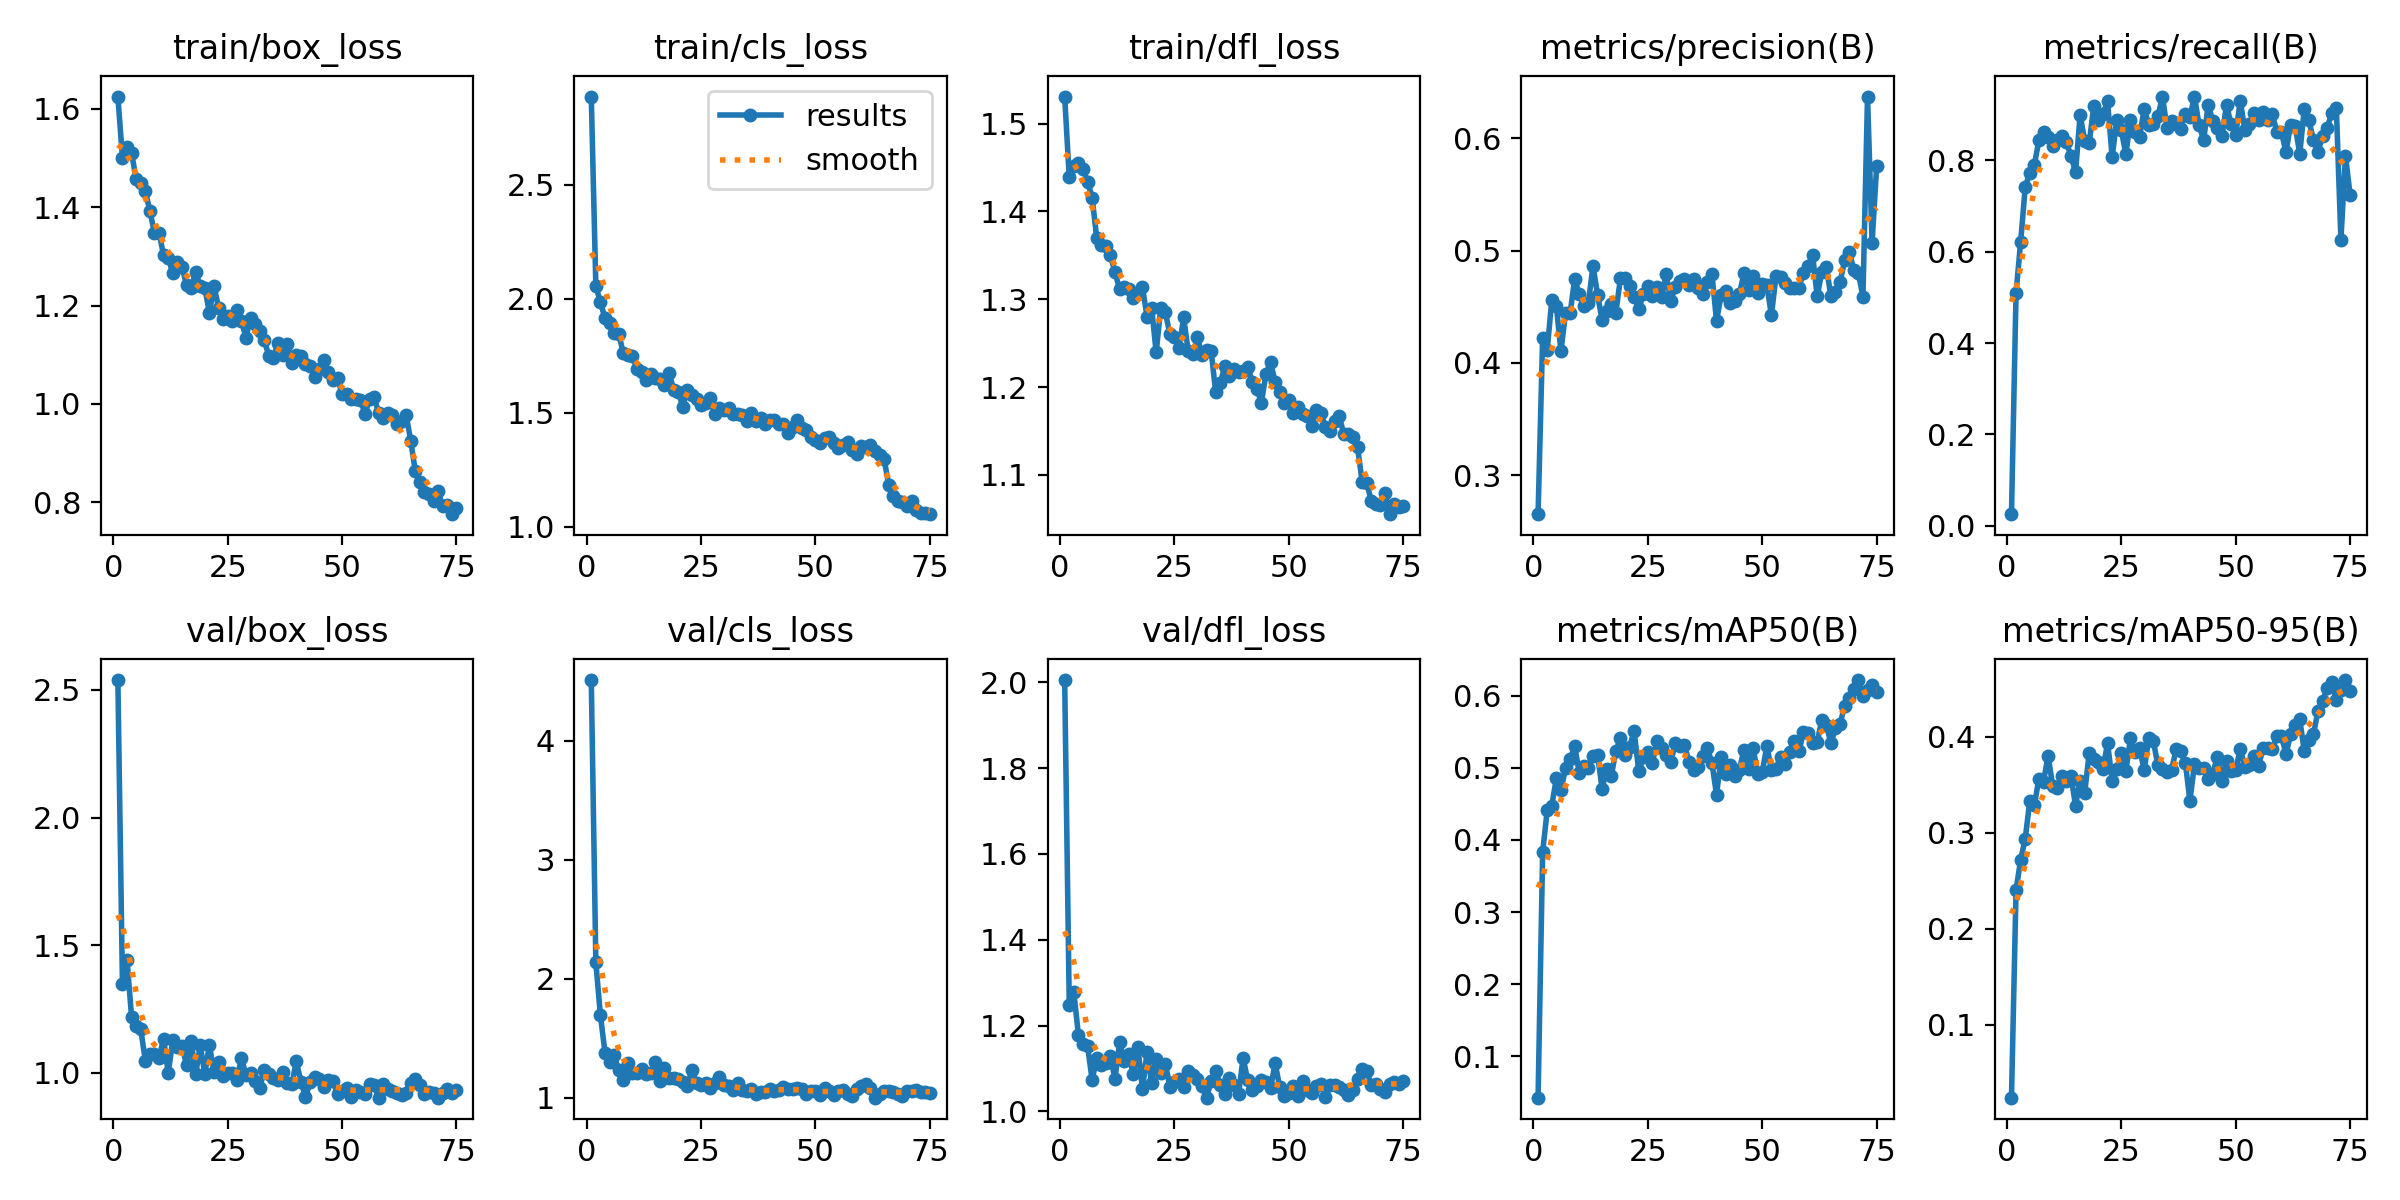 train/box_loss
1.6
1.4
1.2
1.0
0.8
0 25 50 75
train/cls_loss
results
smooth
2.5
2.0
1.5
1.0
0 25 50 75
train/dfl_loss
1.5
1.4
1.3
1.2
1.1
0 25 50 75
metrics/precision(B)
0.6
0.5
0.4
0.3
0 25 50 75
metrics/recall(B)
0.8
0.6
0.4
0.2
0.0
0 25 50 75
val/box_loss
2.5
2.0
1.5
1.0
0 25 50 75
val/cls_loss
4
3
2
1
0 25 50 75
val/dfl_loss
2.0
1.8
1.6
1.4
1.2
1.0
0 25 50 75
metrics/mAP50(B)
0.6
0.5
0.4
0.3
0.2
0.1
0 25 50 75
metrics/mAP50-95(B)
0.4
0.3
0.2
0.1
0 25 50 75